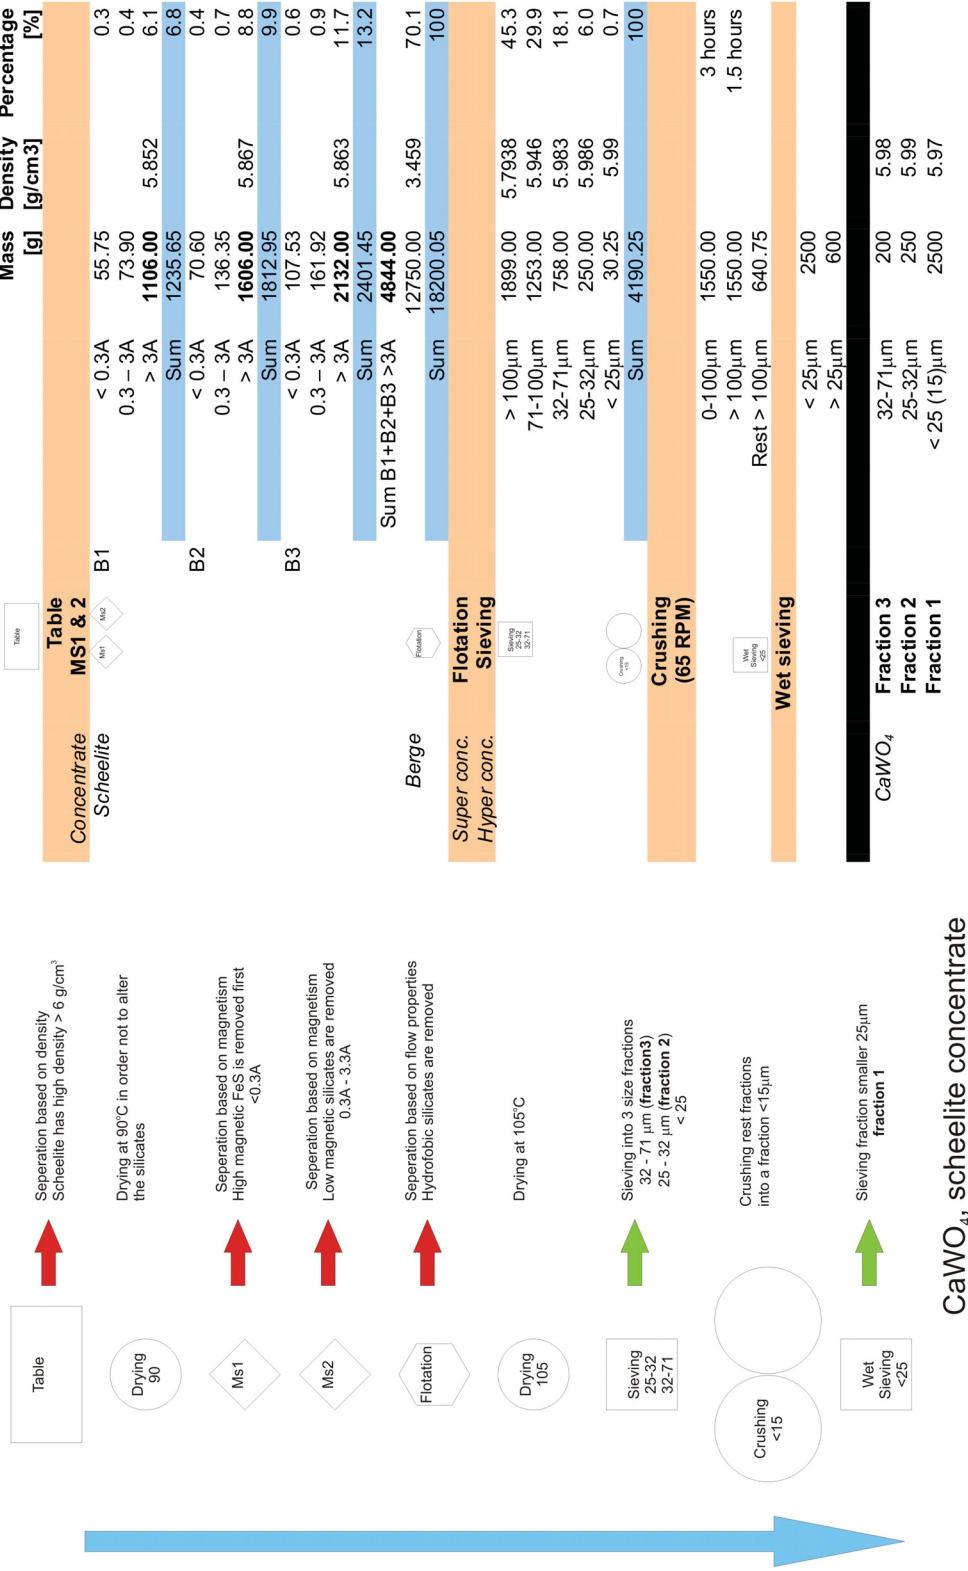 Table
Seperation based on density
Scheelite has high density > 6 g/cm³
Drying
90
Drying at 90°C in order not to alter
the silicates
Ms1
Seperation based on magnetism
High magnetic FeS is removed first
<0.3A
Ms2
Seperation based on magnetism
Low magnetic silicates are removed
0.3A - 3.3A
Flotation
Seperation based on flow properties
Hydrofobic silicates are removed
Drying
105
Drying at 105°C
Sieving
25-32
32-71
Sieving into 3 size fractions
32 - 71 µm (fraction3)
25 - 32 µm (fraction 2)
< 25
Crushing
<15
Crushing rest fractions
into a fraction <15µm
Wet
Sieving
<25
Sieving fraction smaller 25µm
fraction 1
CaWO₄, scheelite concentrate
Mass Density Percentage
[g] [g/cm3] [%]
Table
Table
Concentrate MS1 & 2
Scheelite Ms1 Ms2 B1 < 0.3A 55.75 0.3
0.3 – 3A 73.90 0.4
> 3A 1106.00 5.852 6.1
Sum 1235.65 6.8
B2 < 0.3A 70.60 0.4
0.3 – 3A 136.35 0.7
> 3A 1606.00 5.867 8.8
Sum 1812.95 9.9
B3 < 0.3A 107.53 0.6
0.3 – 3A 161.92 0.9
> 3A 2132.00 5.863 11.7
Sum 2401.45 13.2
Sum B1+B2+B3 >3A 4844.00
Berge Flotation 12750.00 3.459 70.1
Sum 18200.05 100
Super conc. Flotation
Hyper conc. Sieving
Sieving
25-32
32-71
> 100µm 1899.00 5.7938 45.3
71-100µm 1253.00 5.946 29.9
32-71µm 758.00 5.983 18.1
25-32µm 250.00 5.986 6.0
< 25µm 30.25 5.99 0.7
Sum 4190.25 100
Crushing
<15
Crushing
(65 RPM)
0-100µm 1550.00 3 hours
> 100µm 1550.00 1.5 hours
Rest > 100µm 640.75
Wet
Sieving
<25
Wet sieving
< 25µm 2500
> 25µm 600
CaWO₄ Fraction 3 32-71µm 200 5.98
Fraction 2 25-32µm 250 5.99
Fraction 1 < 25 (15)µm 2500 5.97